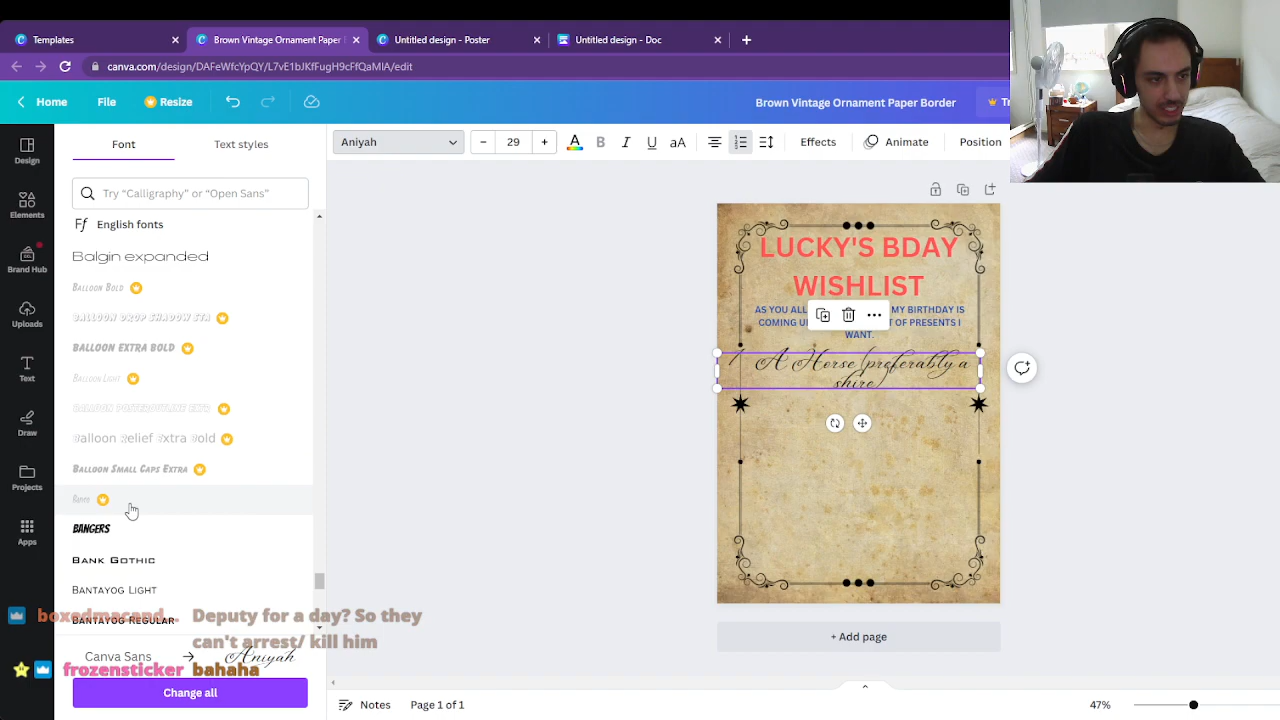 Templates
Brown Vintage Ornament Paper
Untitled design - Poster
Untitled design - Doc
canva.com/design/DAFeWfcYpQY/L7vE1bJKfFugH9cFfQaMIA/edit
Home
File
Resize
Brown Vintage Ornament Paper Border
Design
Elements
Brand Hub
Uploads
Text
Draw
Projects
Apps
Font
Text styles
Try “Calligraphy” or “Open Sans”
English fonts
Balgin expanded
Balloon Bold
BALLOON DROP SHADOW
BALLOON EXTRA BOLD
Balloon Light
Balloon Relief Extra Bold
Balloon Small Caps Extra
BANGERS
BANK GOTHIC
BANTAYOG LIGHT
BANTAYOG REGULAR
Canva Sans
Aniyah
Change all
Aniyah
29
A
B
I
U
aA
Effects
Animate
Position
LUCKY'S BDAY
WISHLIST
AS YOU ALL
MY BIRTHDAY IS
COMING
OF PRESENTS I
WANT.
1 A Horse (preferably a
shire)
+ Add page
Notes
Page 1 of 1
47%
boxedmacand... Deputy for a day? So they
can't arrest/ kill him
frozensticker bahaha